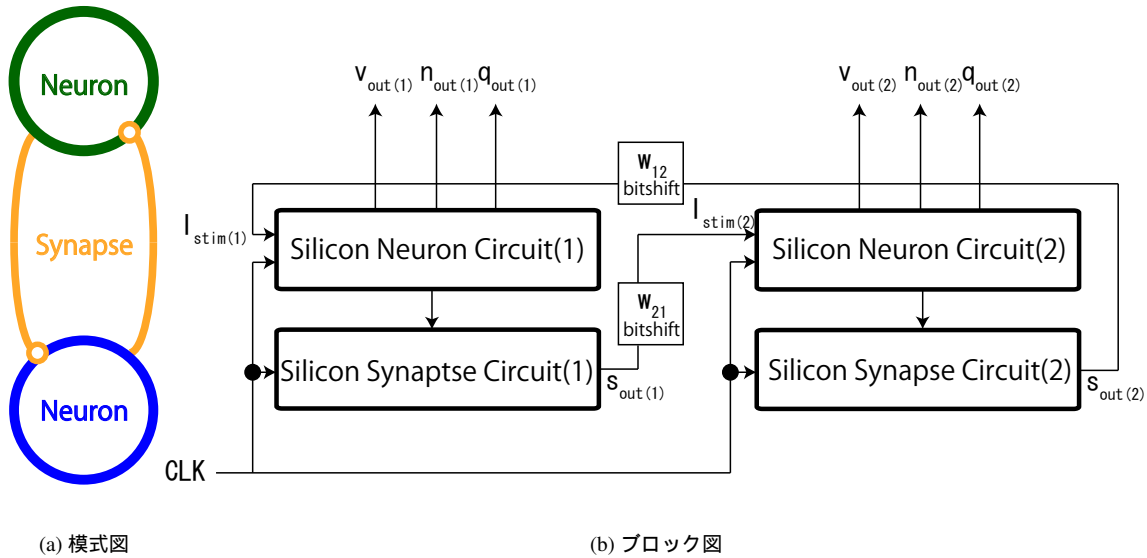 Neuron
Synapse
Neuron
(a) 模式図
v_out(1) n_out(1) q_out(1)
v_out(2) n_out(2) q_out(2)
W_12
bitshift
I_stim(1)
Silicon Neuron Circuit(1)
I_stim(2)
Silicon Neuron Circuit(2)
W_21
bitshift
Silicon Synaptse Circuit(1)
s_out(1)
Silicon Synapse Circuit(2)
s_out(2)
CLK
(b) ブロック図